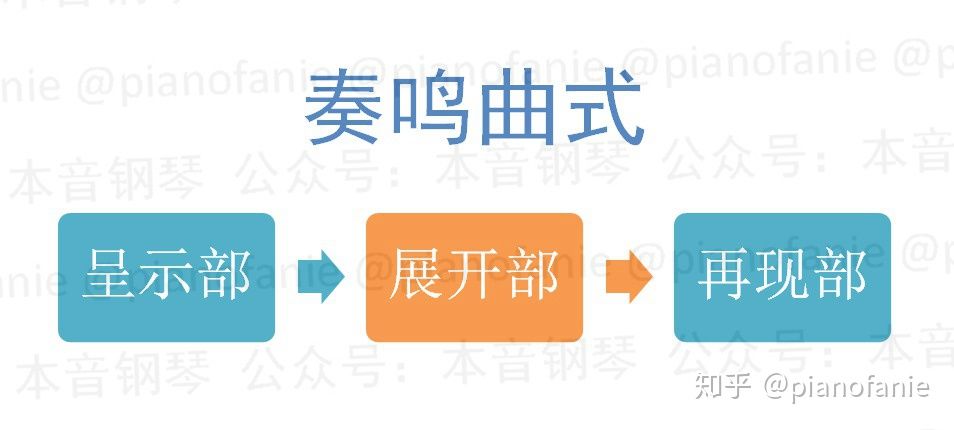 nie @pianofanie @pianofanie @pianofanie @
奏鸣曲式
本音钢琴 公众号：本音钢琴 公众号：本音
呈示部 展开部 再现部
本音钢琴 公众号：本音钢琴 公众号：本音
知乎 @pianofanie